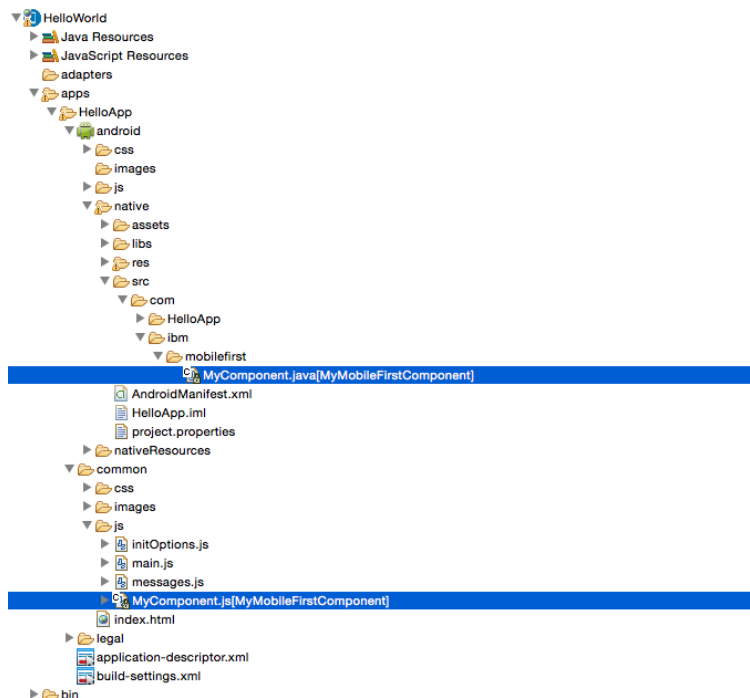 HelloWorld
Java Resources
JavaScript Resources
adapters
apps
HelloApp
android
css
images
js
native
assets
libs
res
src
com
HelloApp
ibm
mobilefirst
MyComponent.java[MyMobileFirstComponent]
AndroidManifest.xml
HelloApp.iml
project.properties
nativeResources
common
css
images
js
initOptions.js
main.js
messages.js
MyComponent.js[MyMobileFirstComponent]
index.html
legal
application-descriptor.xml
build-settings.xml
bin